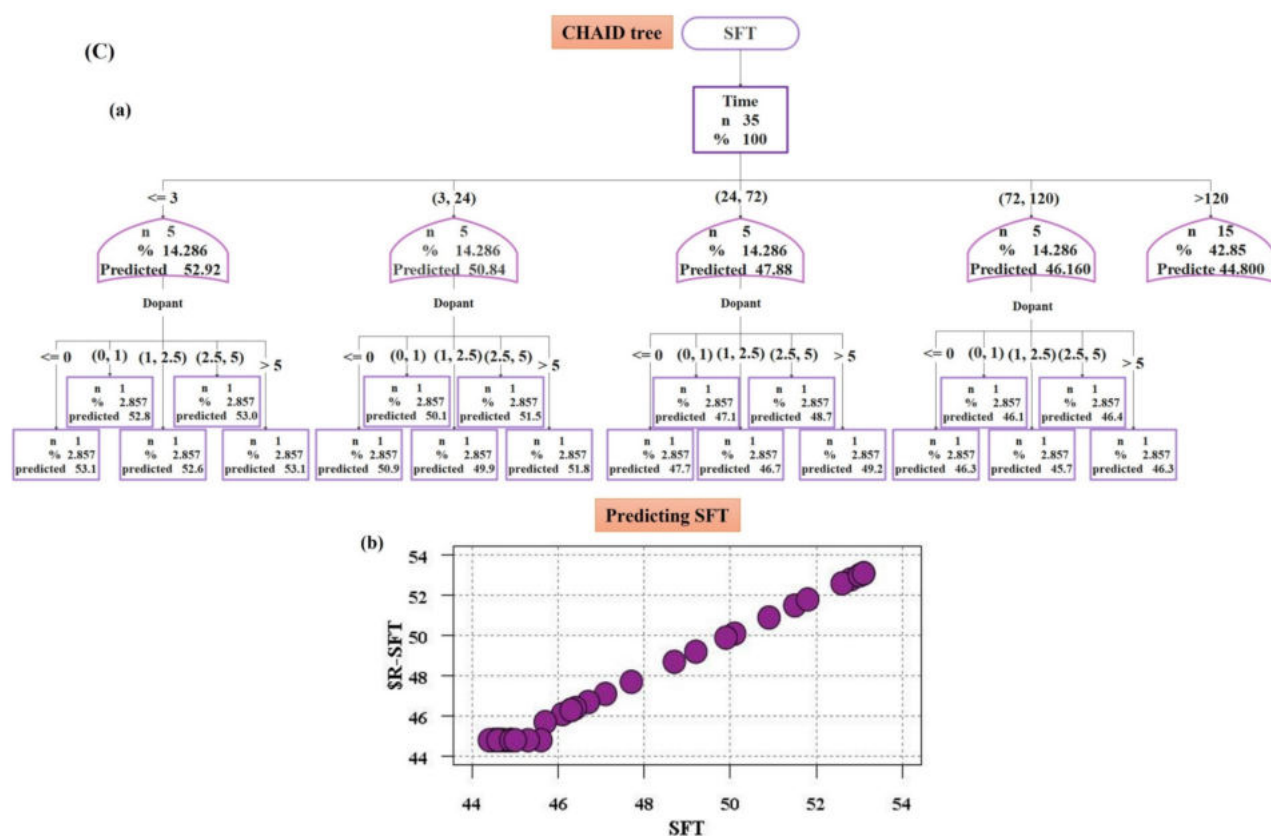 CHAID tree
SFT
(C)
(a)
Time
n 35
% 100
<= 3
(3, 24)
(24, 72)
(72, 120)
>120
n 5
% 14.286
Predicted 52.92
n 5
% 14.286
Predicted 50.84
n 5
% 14.286
Predicted 47.88
n 5
% 14.286
Predicted 46.160
n 15
% 42.85
Predicte 44.800
Dopant
Dopant
Dopant
Dopant
<= 0 (0, 1) (1, 2.5) (2.5, 5) > 5
<= 0 (0, 1) (1, 2.5) (2.5, 5) > 5
<= 0 (0, 1) (1, 2.5) (2.5, 5) > 5
<= 0 (0, 1) (1, 2.5) (2.5, 5) > 5
n 1
% 2.857
predicted 52.8
n 1
% 2.857
predicted 53.0
n 1
% 2.857
predicted 50.1
n 1
% 2.857
predicted 51.5
n 1
% 2.857
predicted 47.1
n 1
% 2.857
predicted 48.7
n 1
% 2.857
predicted 46.1
n 1
% 2.857
predicted 46.4
n 1
% 2.857
predicted 53.1
n 1
% 2.857
predicted 52.6
n 1
% 2.857
predicted 53.1
n 1
% 2.857
predicted 50.9
n 1
% 2.857
predicted 49.9
n 1
% 2.857
predicted 51.8
n 1
% 2.857
predicted 47.7
n 1
% 2.857
predicted 46.7
n 1
% 2.857
predicted 49.2
n 1
% 2.857
predicted 46.3
n 1
% 2.857
predicted 45.7
n 1
% 2.857
predicted 46.3
Predicting SFT
(b)
$R-SFT
54
52
50
48
46
44
44 46 48 50 52 54
SFT